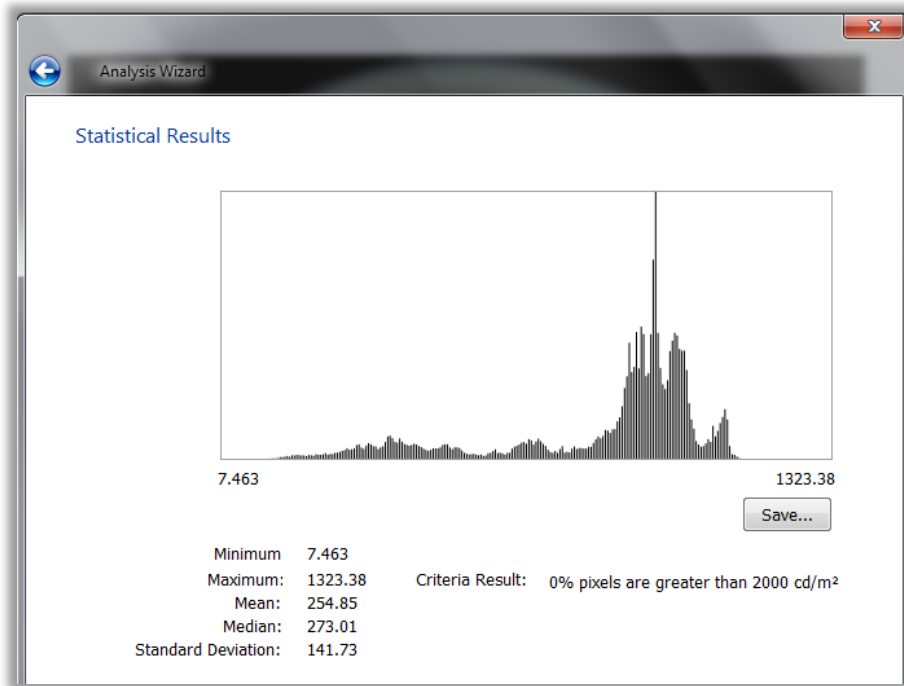 Analysis Wizard
Statistical Results
7.463 1323.38
Save...
Minimum 7.463
Maximum: 1323.38 Criteria Result: 0% pixels are greater than 2000 cd/m²
Mean: 254.85
Median: 273.01
Standard Deviation: 141.73